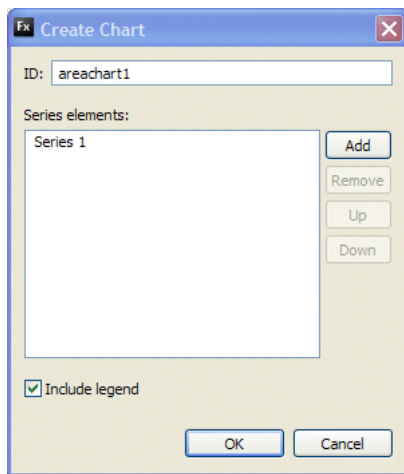 Fx Create Chart
ID: areachart1
Series elements:
Series 1
Add
Remove
Up
Down
Include legend
OK Cancel